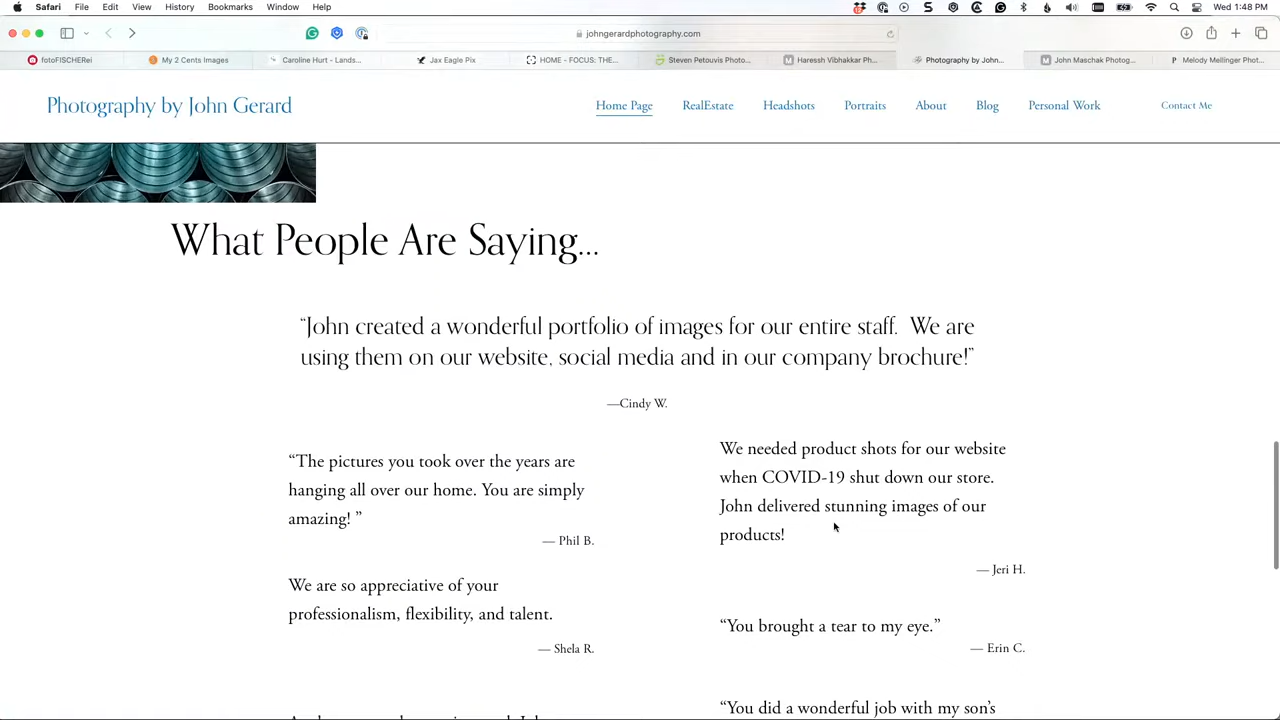 Safari File Edit View History Bookmarks Window Help Wed 1:48 PM
johngerardphotography.com
fotoFISCHERei My 2 Cents Images Caroline Hurt - Lands... Jax Eagle Pix HOME - FOCUS: THE... Steven Petouvis Photo... Haressh Vibhakkar Ph... Photography by John... John Maschak Photog... Melody Meilinger Phot...
Photography by John Gerard
Home Page RealEstate Headshots Portraits About Blog Personal Work Contact Me
What People Are Saying...
“John created a wonderful portfolio of images for our entire staff. We are
using them on our website, social media and in our company brochure!”
—Cindy W.
“The pictures you took over the years are
hanging all over our home. You are simply
amazing! ”
— Phil B.
We are so appreciative of your
professionalism, flexibility, and talent.
— Shela R.
We needed product shots for our website
when COVID-19 shut down our store.
John delivered stunning images of our
products!
— Jeri H.
“You brought a tear to my eye.”
— Erin C.
“You did a wonderful job with my son’s